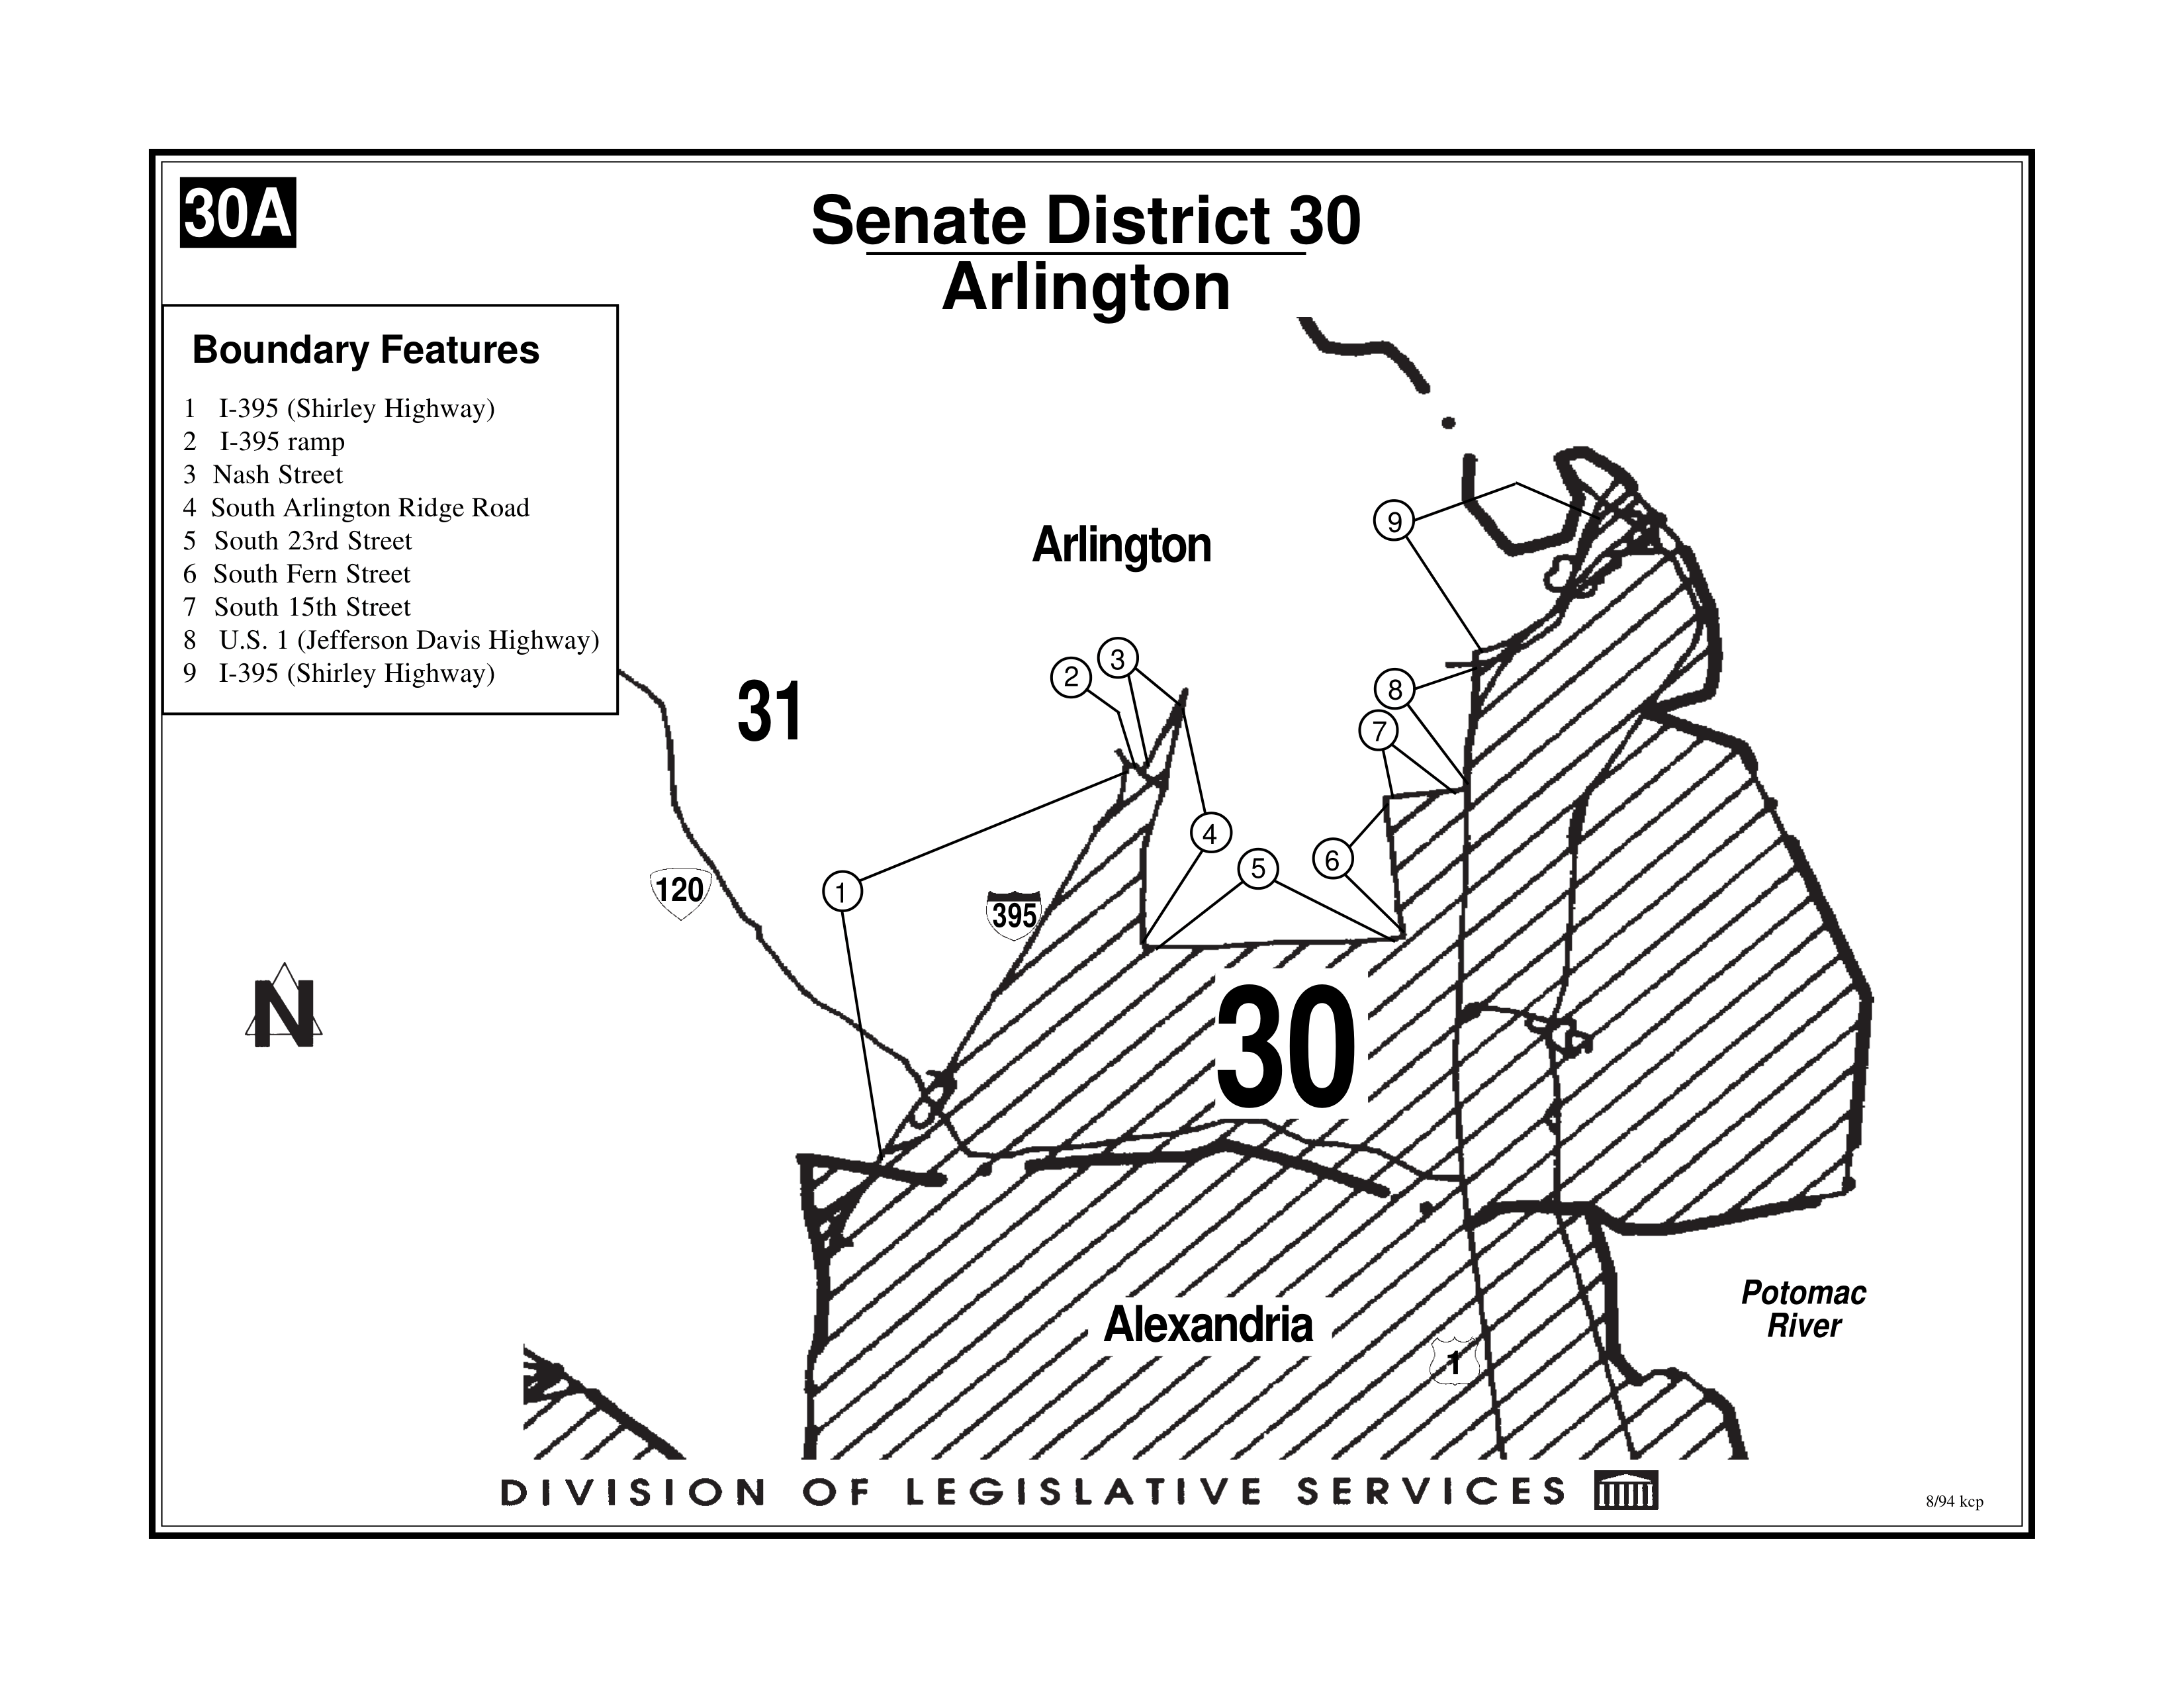 30A
Senate District 30
Arlington
Boundary Features
1 I-395 (Shirley Highway)
2 I-395 ramp
3 Nash Street
4 South Arlington Ridge Road
5 South 23rd Street
6 South Fern Street
7 South 15th Street
8 U.S. 1 (Jefferson Davis Highway)
9 I-395 (Shirley Highway)
Arlington
9
31
2
3
8
7
4
5
6
1
120
395
N
30
Alexandria
1
Potomac
River
DIVISION OF LEGISLATIVE SERVICES
8/94 kcp